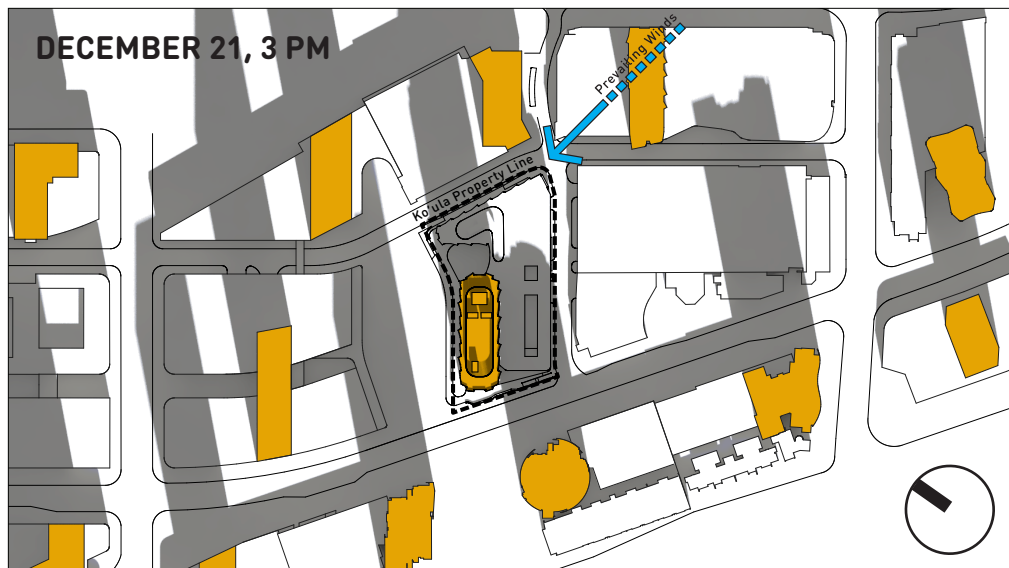 DECEMBER 21, 3 PM
Prevailing Winds
Ko'ula Property Line